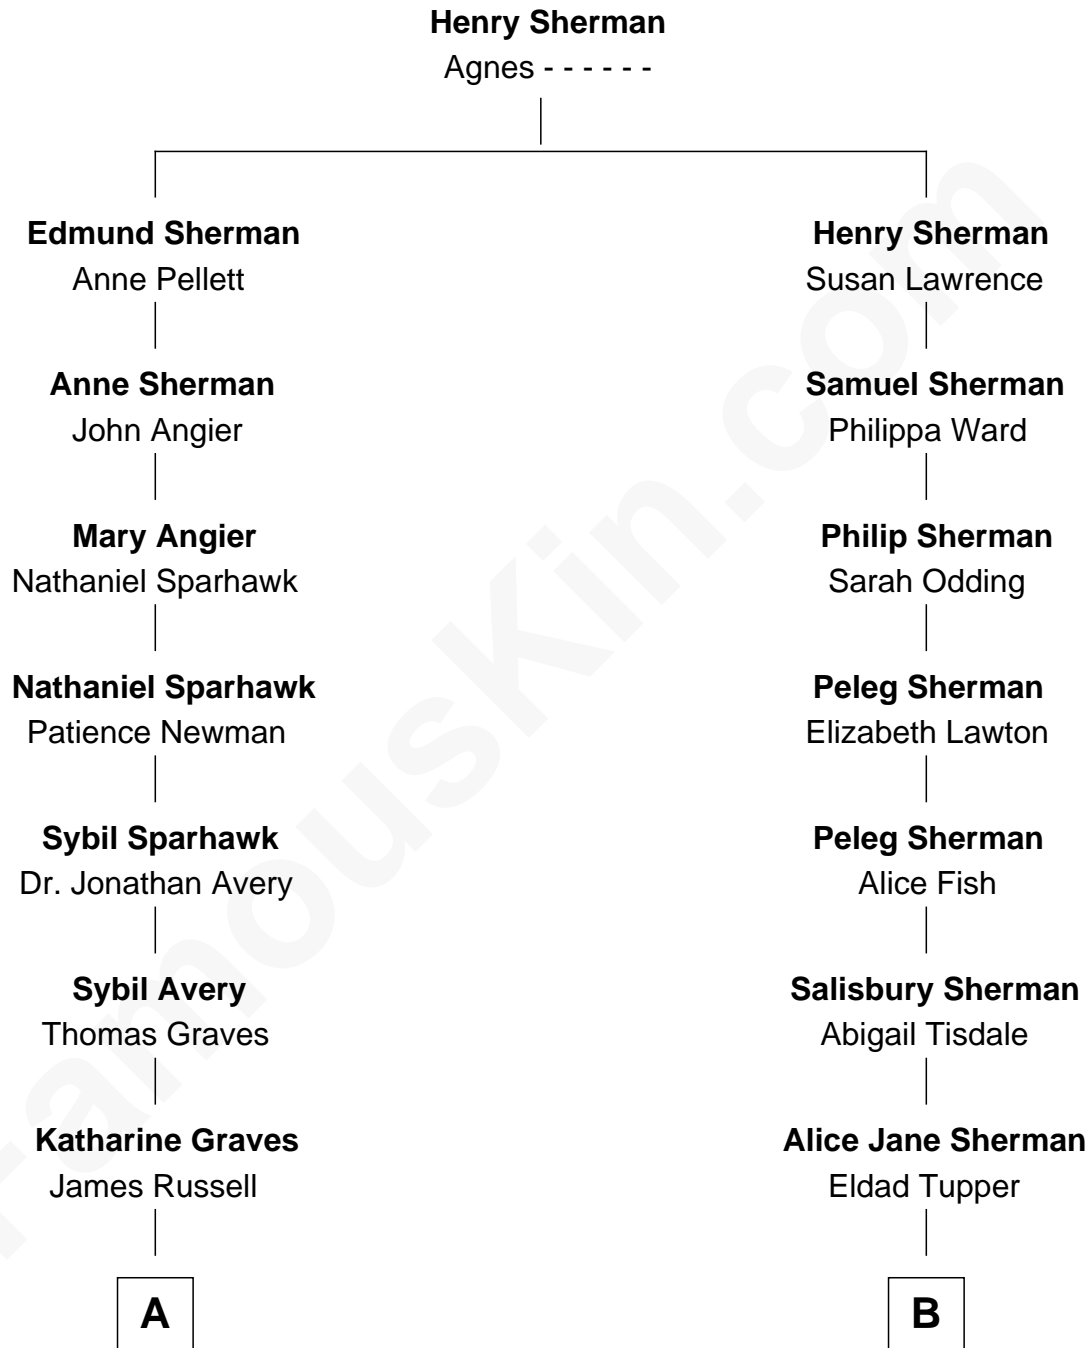 Henry Sherman
Agnes - - - - - -
Edmund Sherman
Anne Pellett
Henry Sherman
Susan Lawrence
Anne Sherman
John Angier
Samuel Sherman
Philippa Ward
Mary Angier
Nathaniel Sparhawk
Philip Sherman
Sarah Odding
Nathaniel Sparhawk
Patience Newman
Peleg Sherman
Elizabeth Lawton
Sybil Sparhawk
Dr. Jonathan Avery
Peleg Sherman
Alice Fish
Sybil Avery
Thomas Graves
Salisbury Sherman
Abigail Tisdale
Katharine Graves
James Russell
Alice Jane Sherman
Eldad Tupper
A
B
FamousKin.com